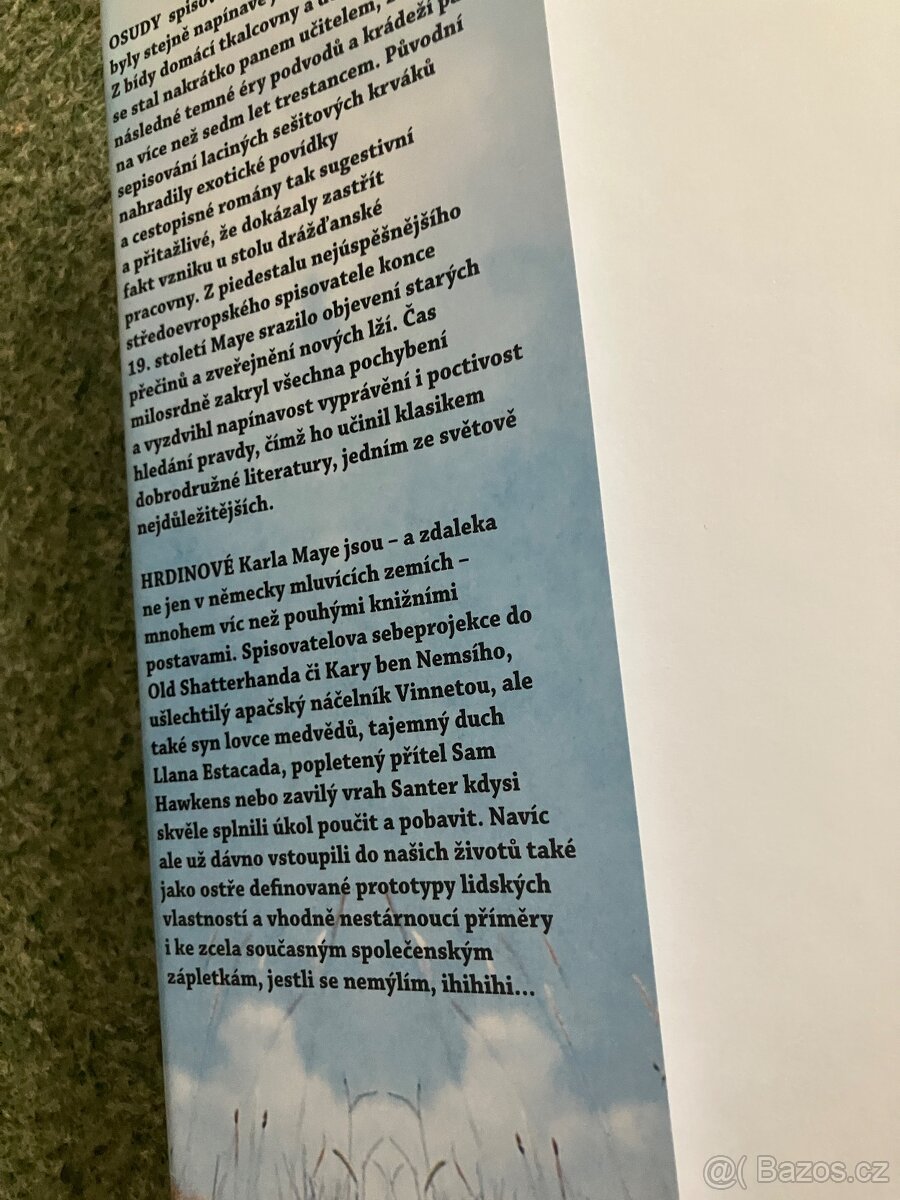 OSUDY
byly stejně napínavé
Z bídy domácí tkalcovny a
se stal nakrátko panem učitelem,
následné temné éry podvodů a krádeží
na více než sedm let trestancem. Původní
sepisování laciných sešitových krváků
nahradily exotické povídky
a cestopisné romány tak sugestivní
a přitažlivé, že dokázaly zastřít
fakt vzniku u stolu drážďanské
pracovny. Z piedestalu nejúspěšnějšího
středoevropského spisovatele konce
19. století Maye srazilo objevení starých
přečinů a zveřejnění nových lží. Čas
milosrdně zakryl všechna pochybení
a vyzdvihl napínavost vyprávění i poctivost
hledání pravdy, čímž ho učinil klasikem
dobrodružné literatury, jedním ze světově
nejdůležitějších.
HRDINOVÉ Karla Maye jsou – a zdaleka
ne jen v německy mluvících zemích –
mnohem víc než pouhými knižními
postavami. Spisovatelova sebeprojekce do
Old Shatterhanda či Kary ben Nemsího,
ušlechtilý apačský náčelník Vinnetou, ale
také syn lovce medvědů, tajemný duch
Llana Estacada, popletený přítel Sam
Hawkens nebo zavilý vrah Santer kdysi
skvěle splnili úkol poučit a pobavit. Navíc
ale už dávno vstoupili do našich životů také
jako ostře definované prototypy lidských
vlastností a vhodně nestárnoucí příměry
i ke zcela současným společenským
zápletkám, jestli se nemýlím, ihihihi...
@( Bazos.cz